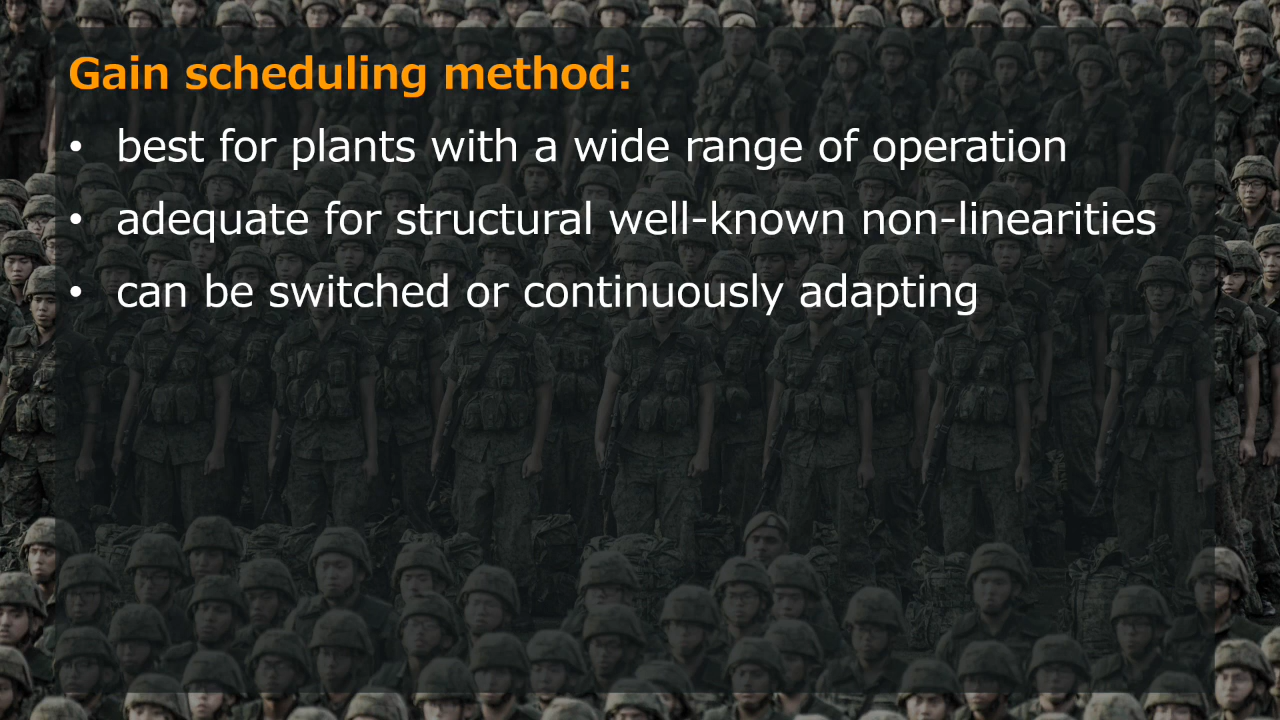 Gain scheduling method:
• best for plants with a wide range of operation
• adequate for structural well-known non-linearities
• can be switched or continuously adapting